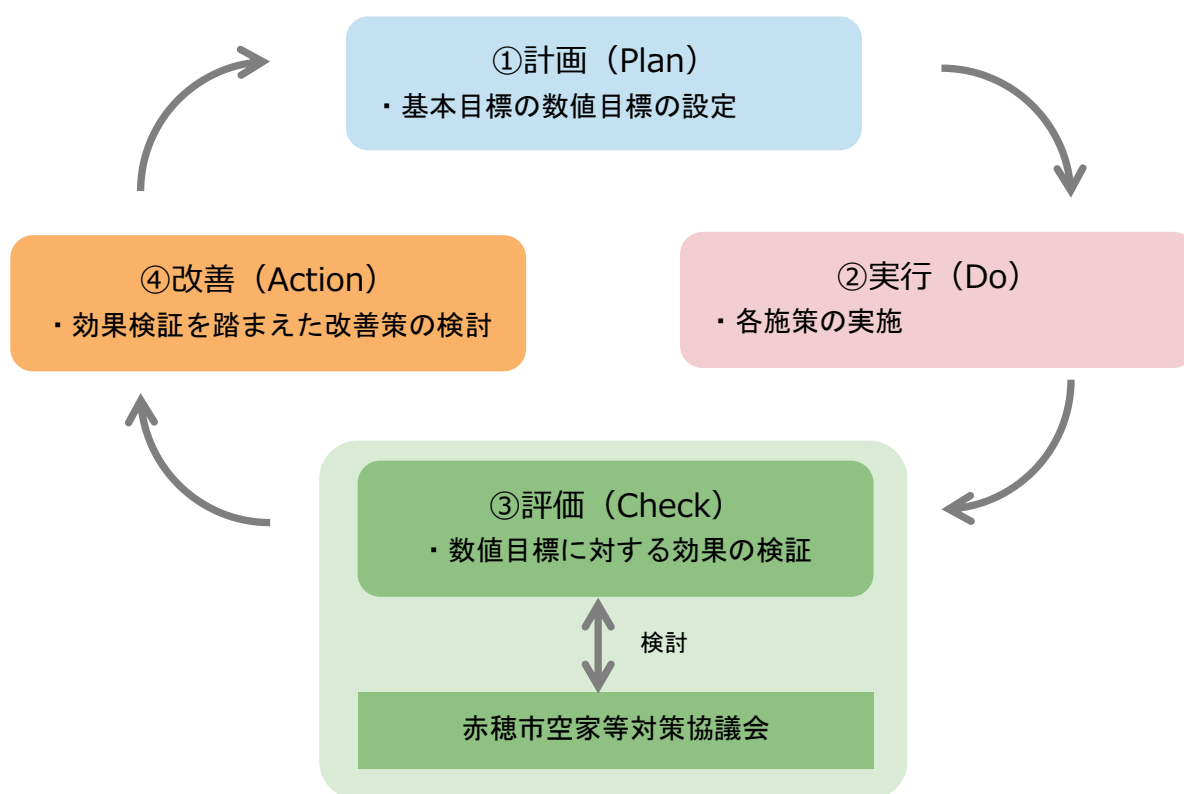 ①計画（Plan）
・基本目標の数値目標の設定
②実行（Do）
・各施策の実施
③評価（Check）
・数値目標に対する効果の検証
検討
赤穂市空家等対策協議会
④改善（Action）
・効果検証を踏まえた改善策の検討